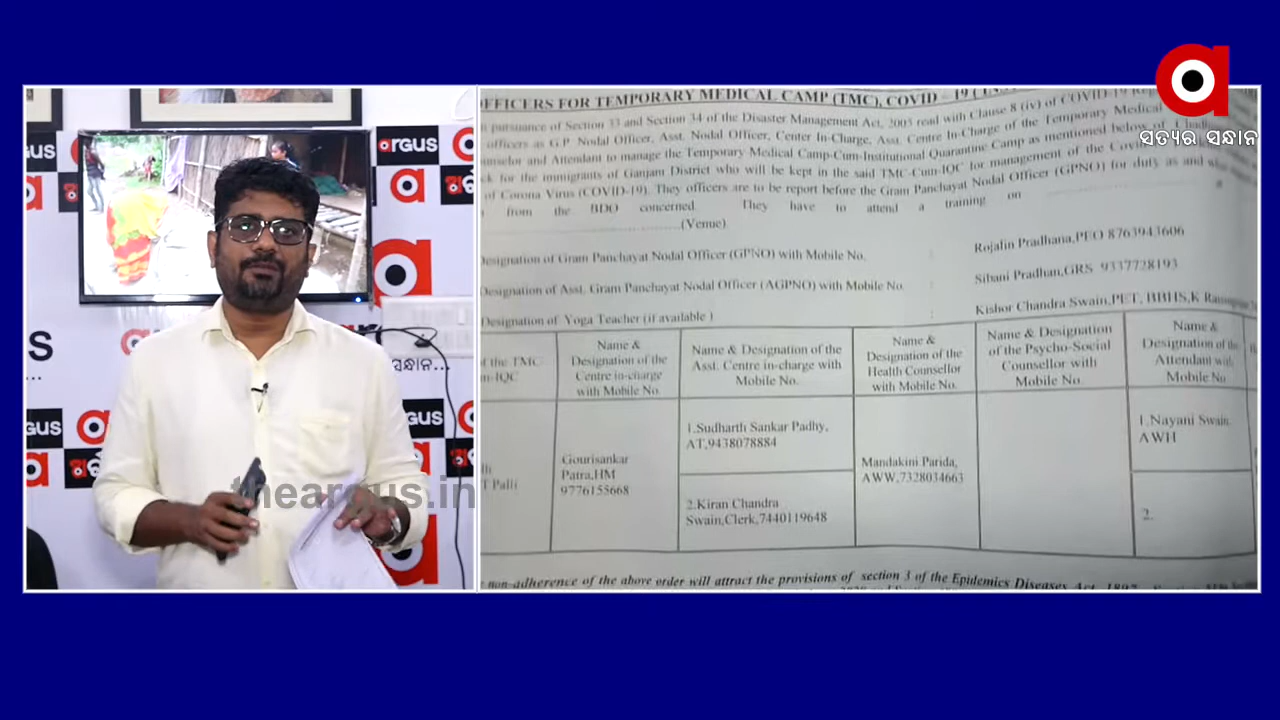 ସତ୍ୟର ସନ୍ଧାନ
argus
argus
us
ସନ୍ଧାନ...
theargus.in
OFFICERS FOR TEMPORARY MEDICAL CAMP (TMC), COVID – 19
pursuance of Section 33 and Section 34 of the Disaster Management Act, 2005 read with Clause 8 (iv) of COVID-19
officers as G.P. Nodal Officer, Asst. Nodal Officer, Center In-Charge, Asst. Centre In-Charge of the Temporary Medical
and Attendant to manage the Temporary Medical Camp-Cum-Institutional Quarantine Camp as mentioned below of
for the immigrants of Ganjam District who will be kept in the said TMC-Cum-IQC for management of the
of Corona Virus (COVID-19). They officers are to be report before the Gram Panchayat Nodal Officer (GPNO) for duty as and
from the BDO concerned. They have to attend a training on
(Venue)
Designation of Gram Panchayat Nodal Officer (GPNO) with Mobile No. : Rojalin Pradhana,PEO 8763943606
Designation of Asst. Gram Panchayat Nodal Officer (AGPNO) with Mobile No. : Sibani Pradhan,GRS 9337728193
Designation of Yoga Teacher (if available ) : Kishor Chandra Swain,PET, BBHS,K
of the TMC
Name &
Designation of the
Centre in-charge
with Mobile No.
Name & Designation of the
Asst. Centre in-charge with
Mobile No.
Name &
Designation of the
Health Counsellor
with Mobile No.
Name & Designation
of the Psycho-Social
Counsellor with
Mobile No.
Name &
Designation of the
Attendant with
Mobile No.
Palli
Gourisankar
Patra,HM
9776155668
1.Sudharth Sankar Padhy,
AT,9438078884
2.Kiran Chandra
Swain,Clerk,7440119648
Mandakini Parida,
AWW,7328034663
1.Nayani Swain
AWH
2.
non-adherence of the above order will attract the provisions of section 3 of the Epidemics Diseases Act, 1897